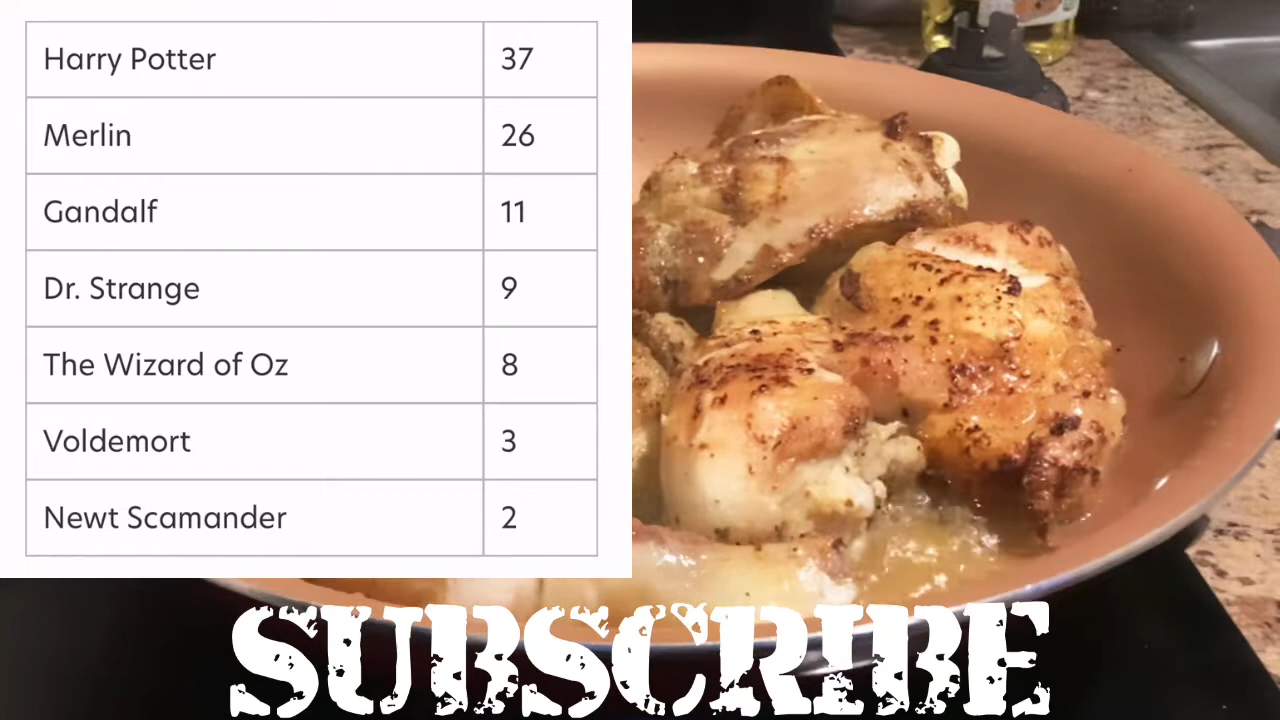 Harry Potter 37
Merlin 26
Gandalf 11
Dr. Strange 9
The Wizard of Oz 8
Voldemort 3
Newt Scamander 2
SUBSCRIBE